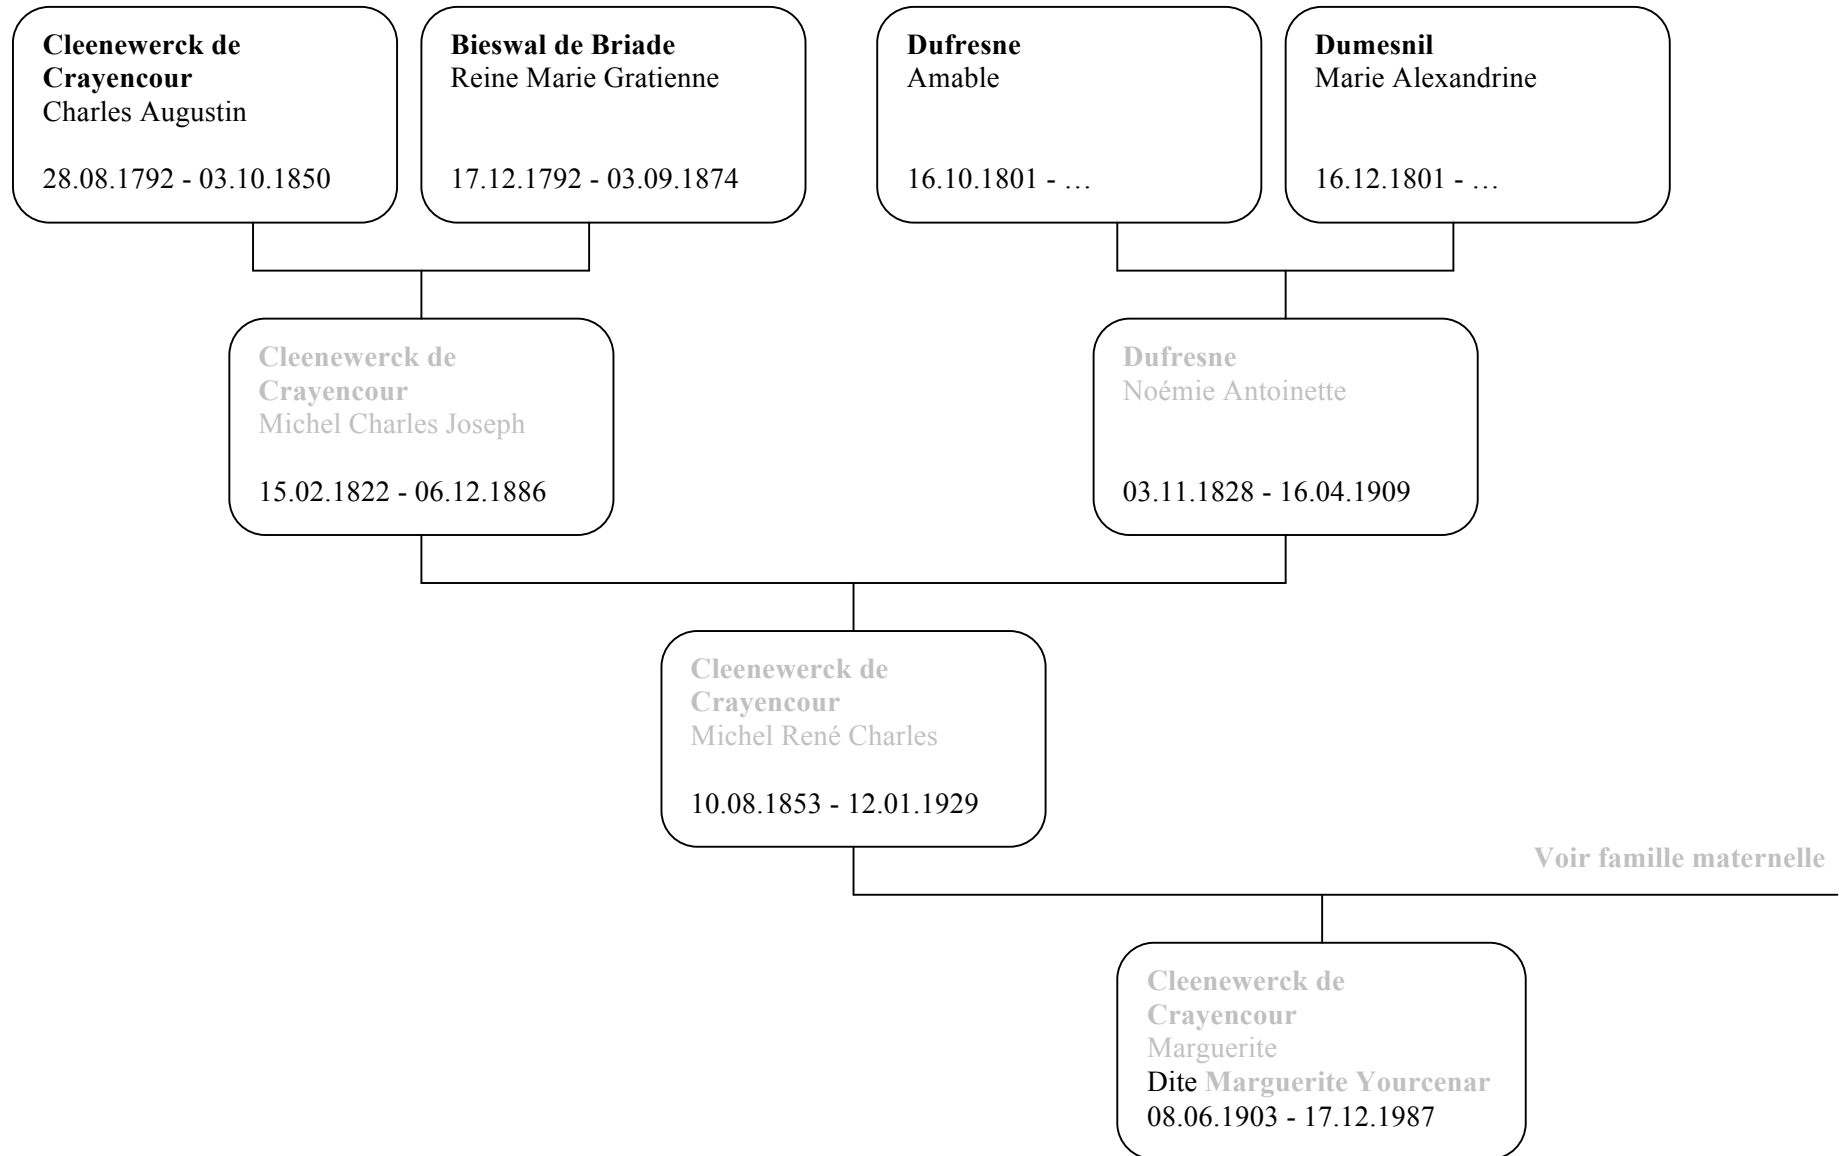 Cleenewerck de
Crayencour
Charles Augustin
28.08.1792 - 03.10.1850
Bieswal de Briade
Reine Marie Gratienne
17.12.1792 - 03.09.1874
Dufresne
Amable
16.10.1801 - …
Dumesnil
Marie Alexandrine
16.12.1801 - …
Cleenewerck de
Crayencour
Michel Charles Joseph
15.02.1822 - 06.12.1886
Dufresne
Noémie Antoinette
03.11.1828 - 16.04.1909
Cleenewerck de
Crayencour
Michel René Charles
10.08.1853 - 12.01.1929
Voir famille maternelle
Cleenewerck de
Crayencour
Marguerite
Dite Marguerite Yourcenar
08.06.1903 - 17.12.1987